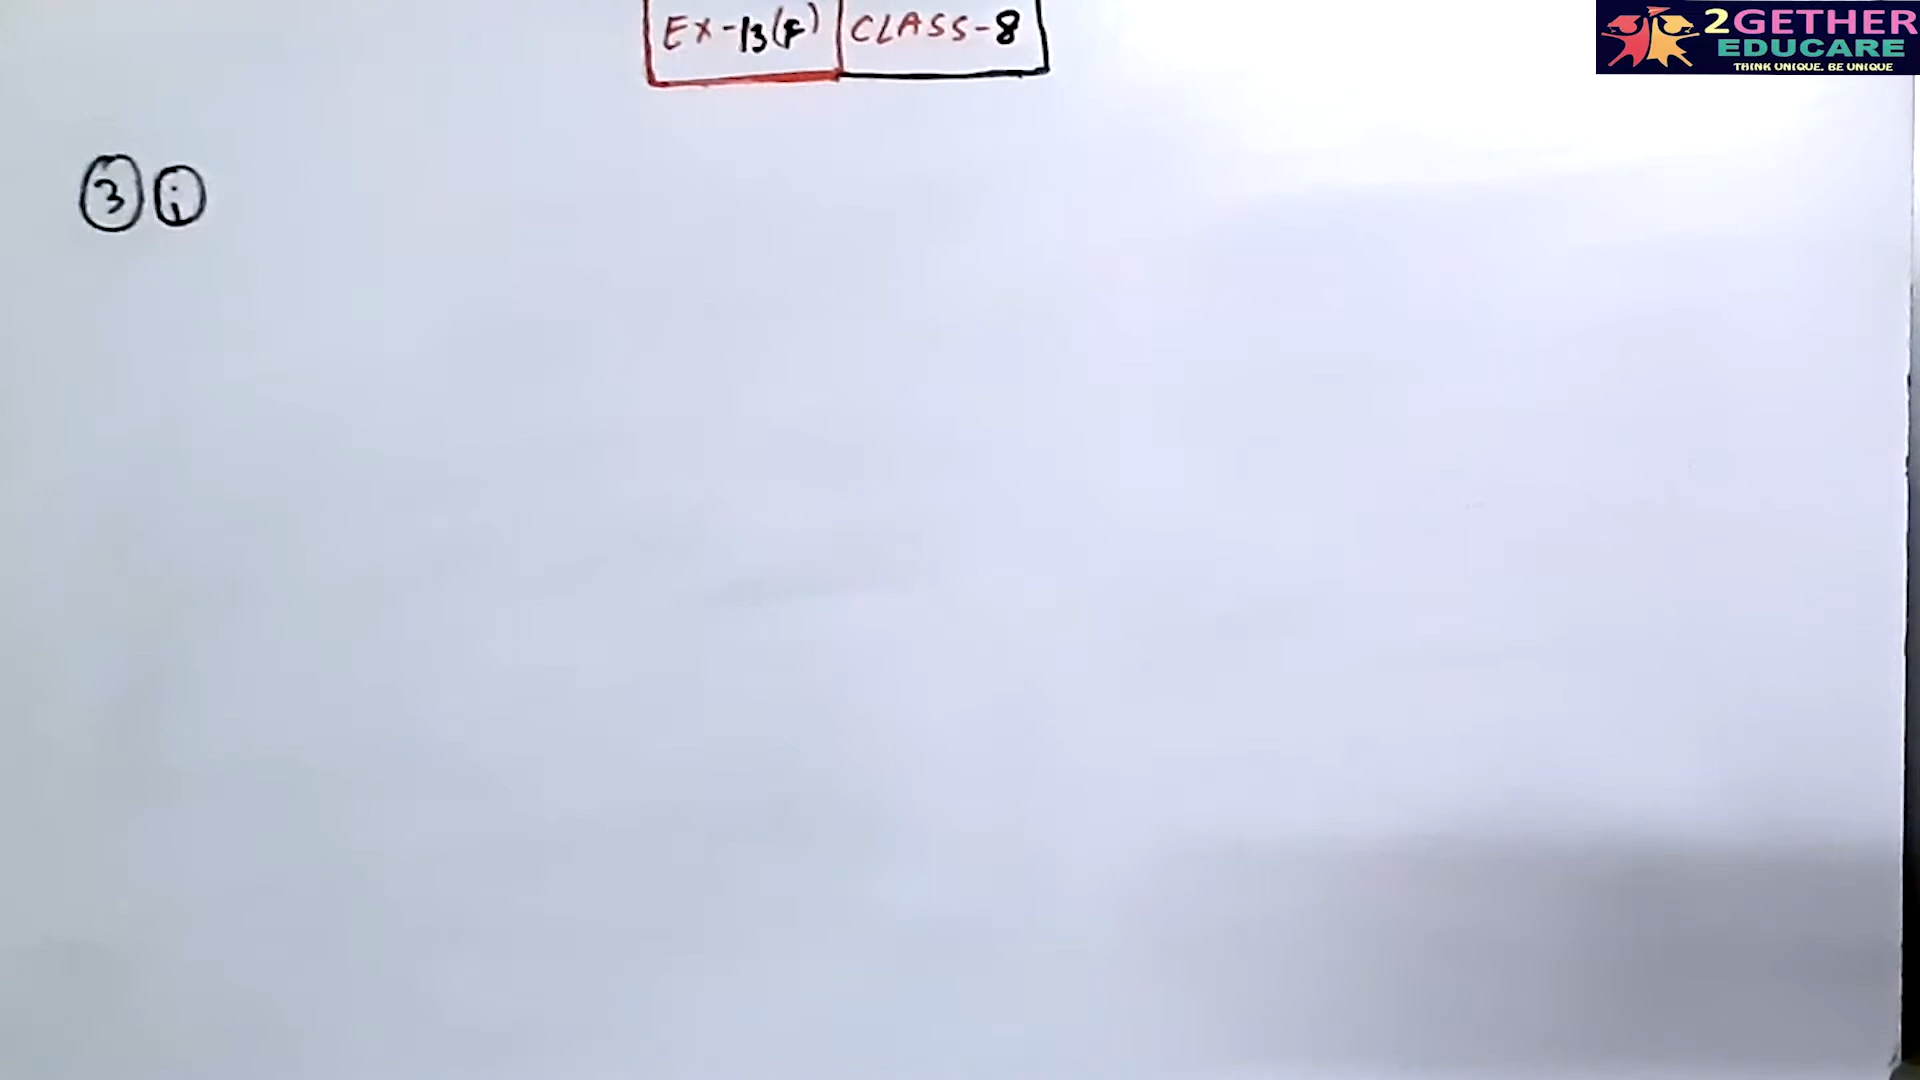 EX-13(F) CLASS-8
2GETHER
EDUCARE
THINK UNIQUE. BE UNIQUE
3 i